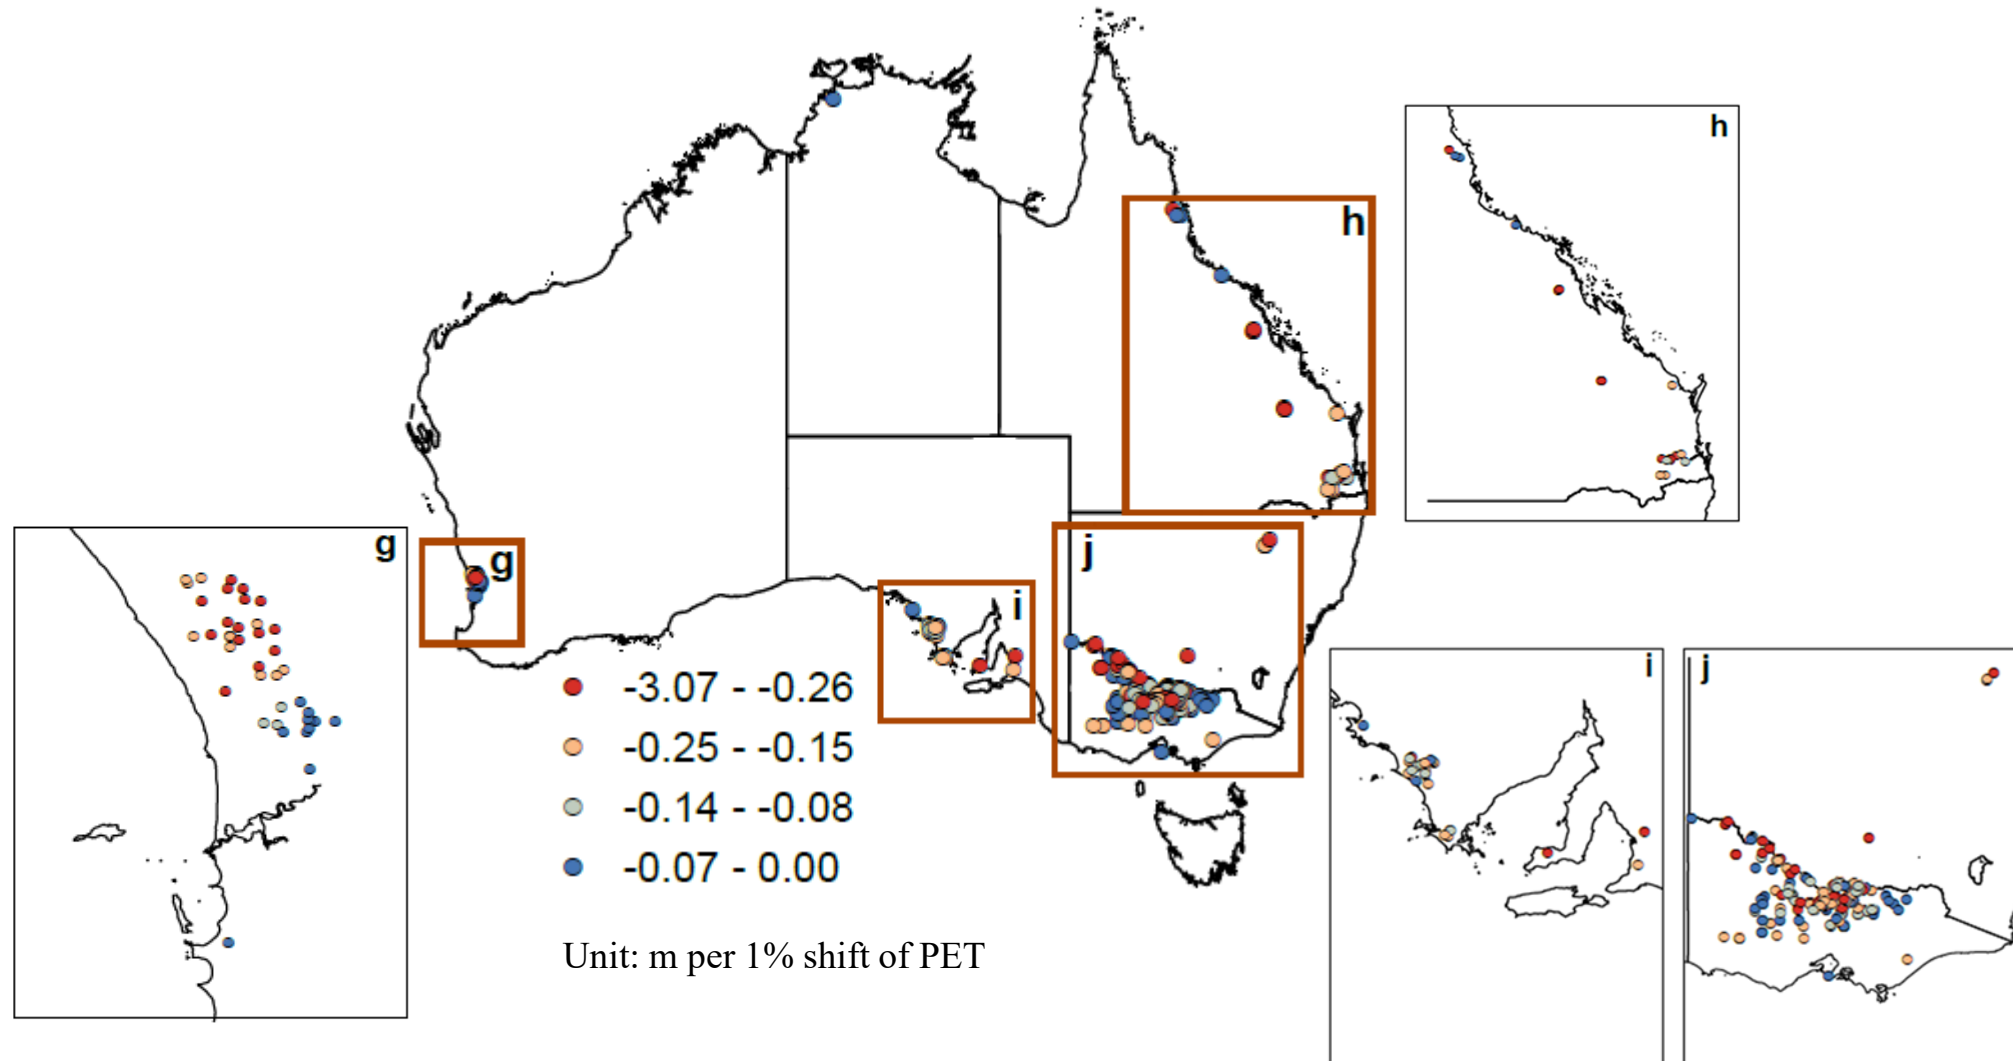 h
h
g
g
j
i
i
j
-3.07 - -0.26
-0.25 - -0.15
-0.14 - -0.08
-0.07 - 0.00
Unit: m per 1% shift of PET